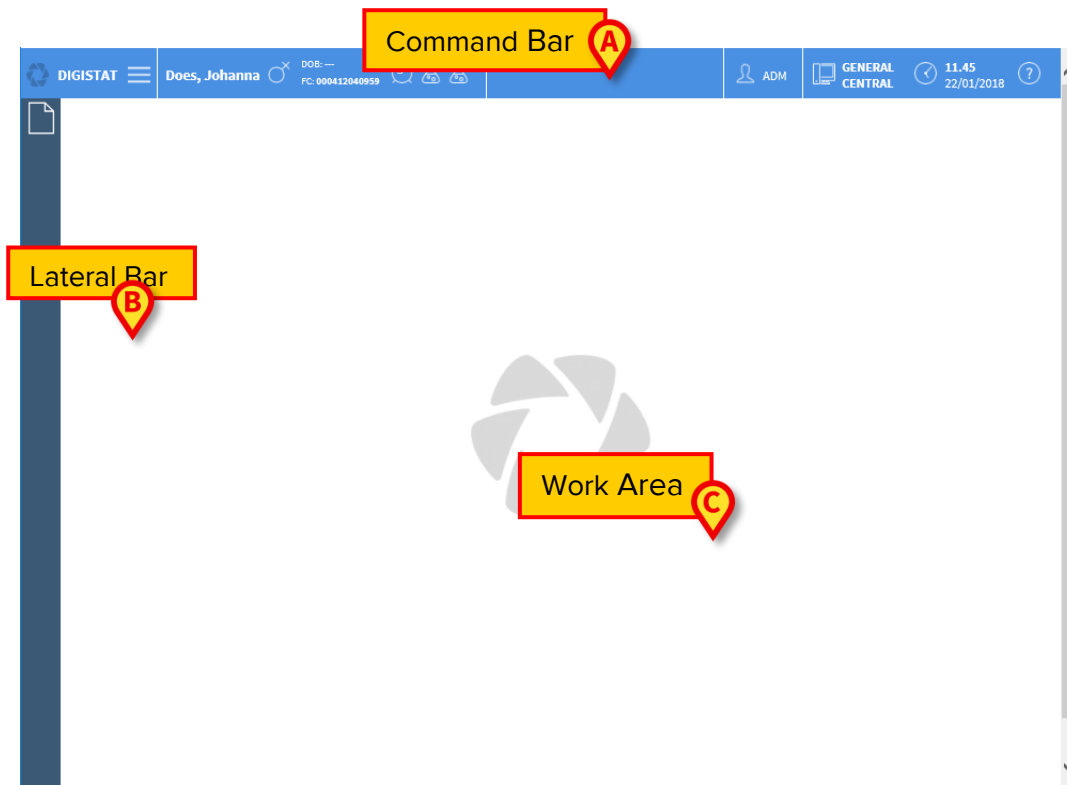 Command Bar A
DIGISTAT
Does, Johanna
DOB: ---
FC: 000412040959
ADM
GENERAL
CENTRAL
11.45
22/01/2018
?
Lateral Bar
B
Work Area
C